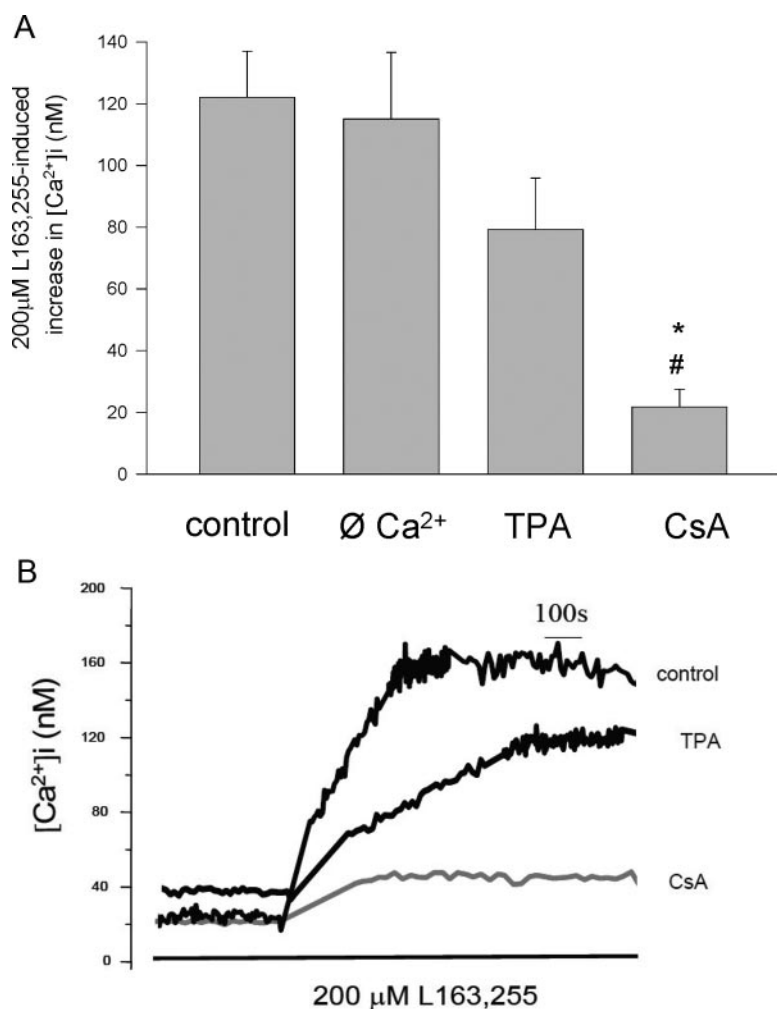 A
200μM L163,255-induced
increase in [Ca²⁺]i (nM)
140
120
100
80
60
40
20
0
*
#
control Ø Ca²⁺ TPA CsA
B
[Ca²⁺]i (nM)
200
160
120
80
40
0
100s
control
TPA
CsA
200 μM L163,255